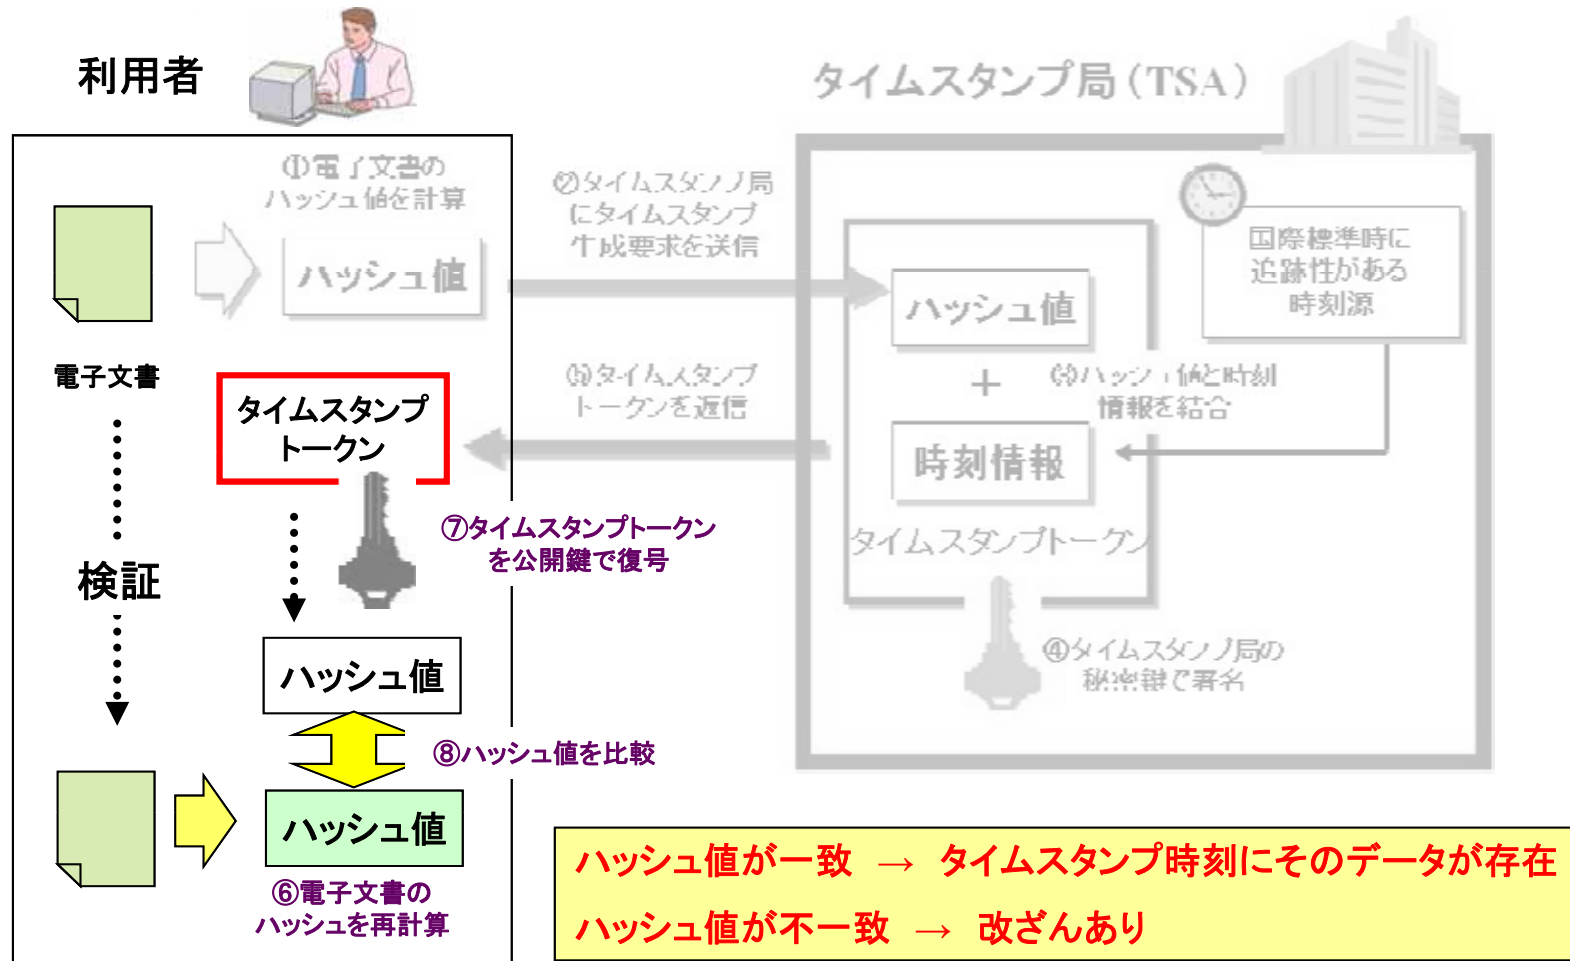 利用者
タイムスタンプ局(TSA)
①電子文書の
ハッシュ値を計算
ハッシュ値
電子文書
②タイムスタンプ局
にタイムスタンプ
生成要求を送信
ハッシュ値
+
時刻情報
タイムスタンプトークン
国際標準時に
追跡性がある
時刻源
③ハッシュ値と時刻
情報を結合
④タイムスタンプ局の
秘密鍵で署名
⑤タイムスタンプ
トークンを返信
タイムスタンプ
トークン
⑦タイムスタンプトークン
を公開鍵で復号
検証
ハッシュ値
⑧ハッシュ値を比較
ハッシュ値
⑥電子文書の
ハッシュを再計算
ハッシュ値が一致 → タイムスタンプ時刻にそのデータが存在
ハッシュ値が不一致 → 改ざんあり